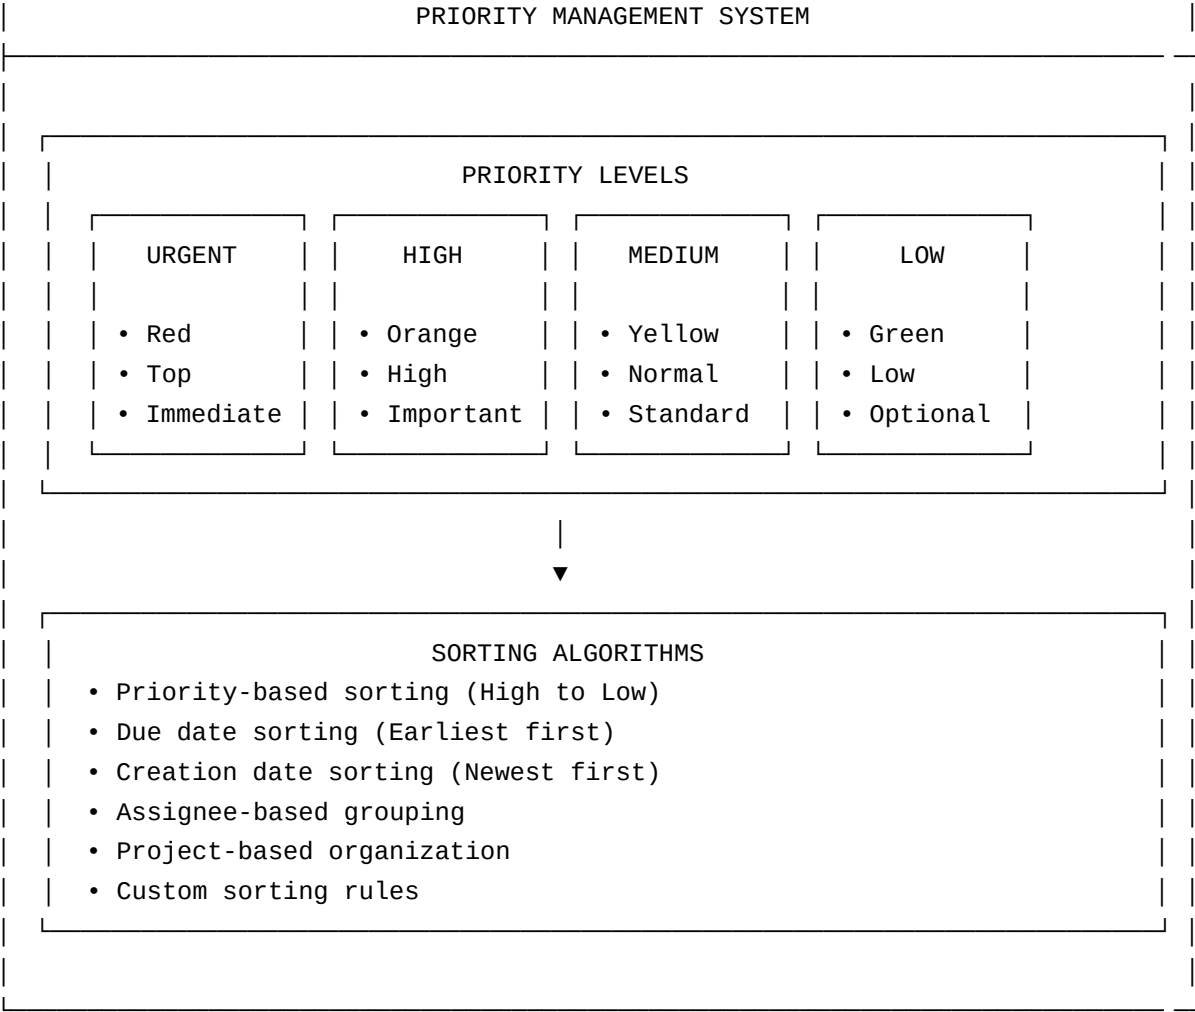 PRIORITY MANAGEMENT SYSTEM
PRIORITY LEVELS
URGENT HIGH MEDIUM LOW
• Red • Orange • Yellow • Green
• Top • High • Normal • Low
• Immediate • Important • Standard • Optional
SORTING ALGORITHMS
• Priority-based sorting (High to Low)
• Due date sorting (Earliest first)
• Creation date sorting (Newest first)
• Assignee-based grouping
• Project-based organization
• Custom sorting rules